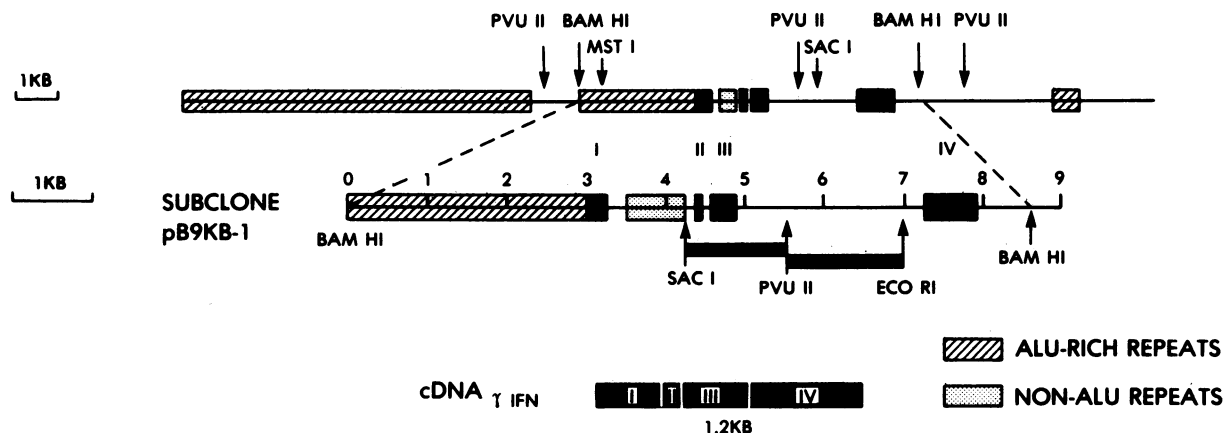 PVU II BAM HI PVU II BAM HI PVU II
MST I SAC I
1KB
I II III IV
1KB
0 1 2 3 4 5 6 7 8 9
SUBCLONE
pB9KB-1
BAM HI
SAC I PVU II ECO RI BAM HI
ALU-RICH REPEATS
cDNA γ IFN I T III IV
NON-ALU REPEATS
1.2KB